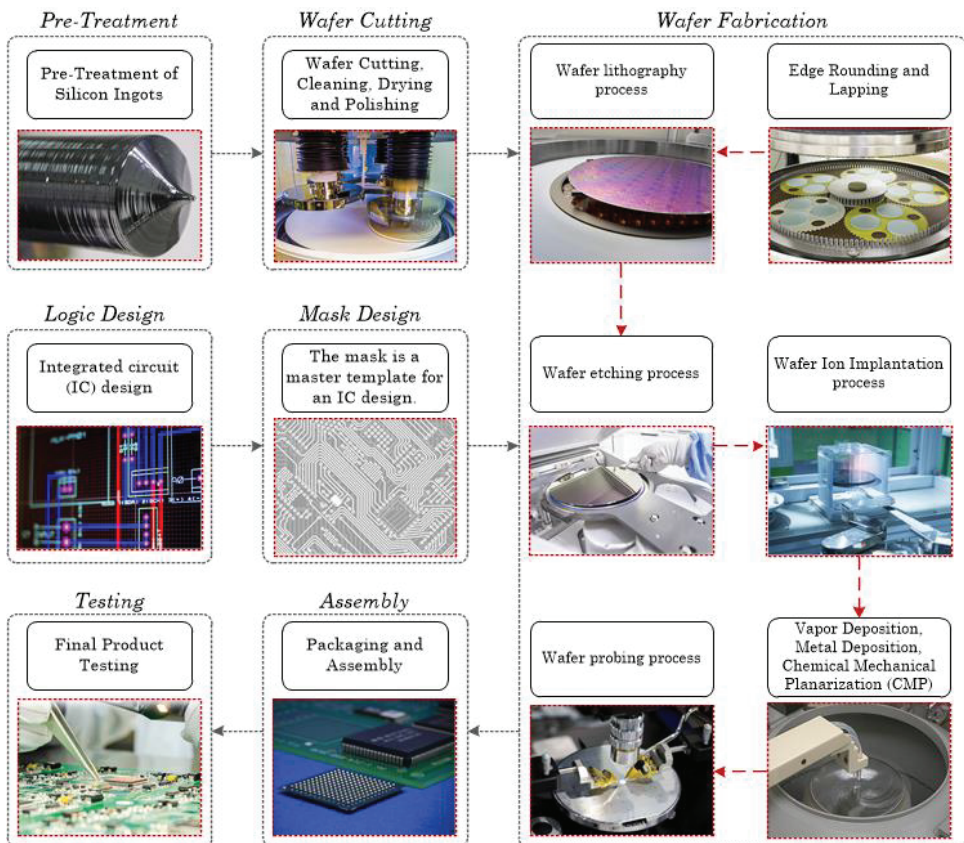 Pre-Treatment
Wafer Cutting
Wafer Fabrication
Pre-Treatment of
Silicon Ingots
Wafer Cutting,
Cleaning, Drying
and Polishing
Wafer lithography
process
Edge Rounding and
Lapping
Logic Design
Mask Design
Integrated circuit
(IC) design
The mask is a
master template for
an IC design.
Wafer etching process
Wafer Ion Implantation
process
Testing
Assembly
Final Product
Testing
Packaging and
Assembly
Wafer probing process
Vapor Deposition,
Metal Deposition,
Chemical Mechanical
Planarization (CMP)